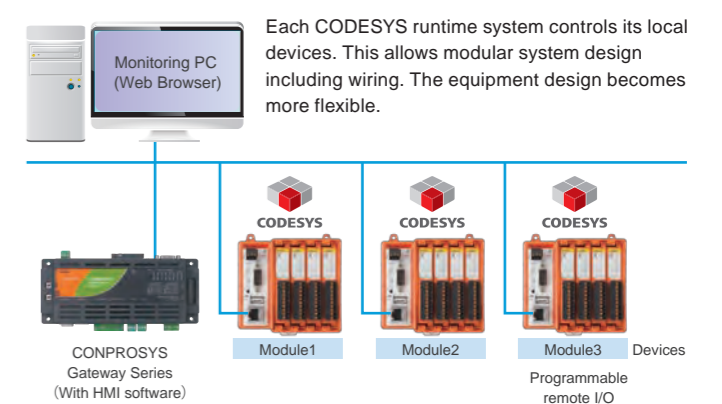 Each CODESYS runtime system controls its local
devices. This allows modular system design
including wiring. The equipment design becomes
more flexible.
Monitoring PC
(Web Browser)
CODESYS
CODESYS
CODESYS
Module1
Module2
Module3
Devices
CONPROSYS
Gateway Series
(With HMI software)
Programmable
remote I/O